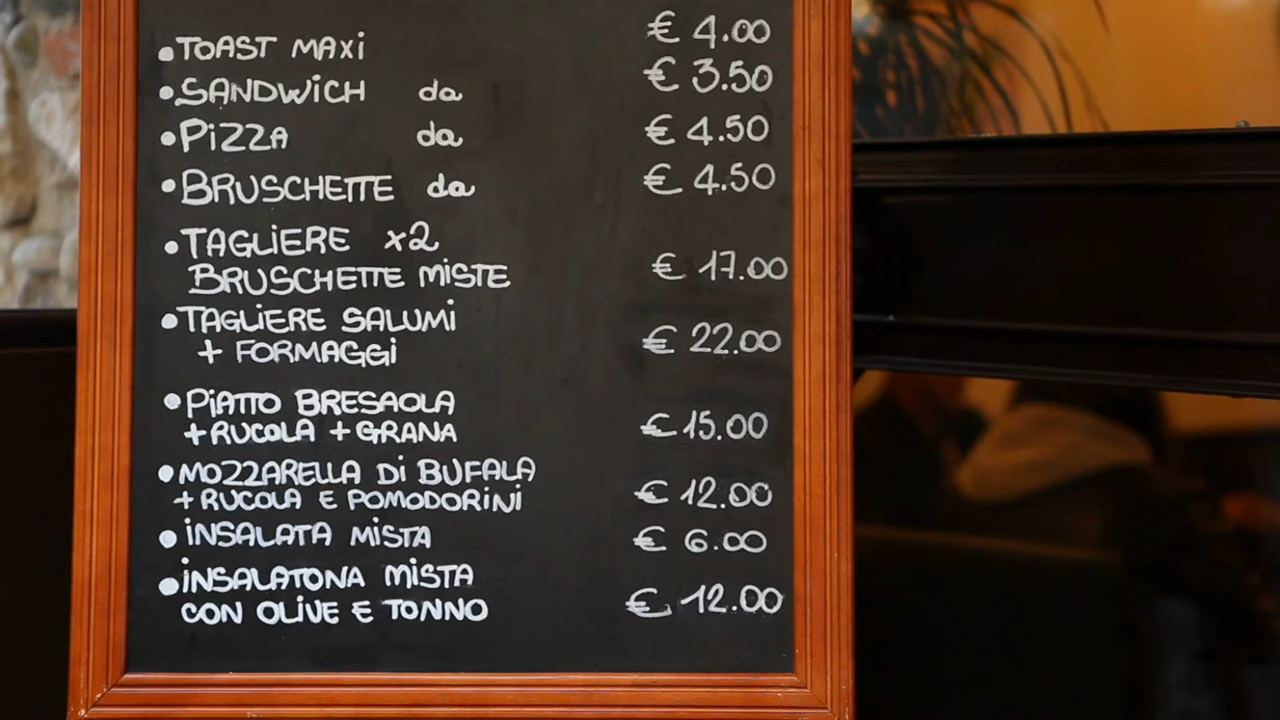 •TOAST MAXi € 4.00
•SANDWiCH da € 3.50
•PiZZA da € 4.50
•BRUSCHETTE da € 4.50
•TAGLiERE x2
BRUSCHETTE MiSTE € 17.00
•TAGLiERE SALUMi
+ FORMAGGi € 22.00
•PiATTO BRESAOLA
+RUCOLA +GRANA € 15.00
•MOZZARELLA Di BUFALA
+RUCOLA E POMODORiNi € 12.00
•iNSALATA MiSTA € 6.00
•iNSALATONA MiSTA
CON OLiVE E TONNO € 12.00